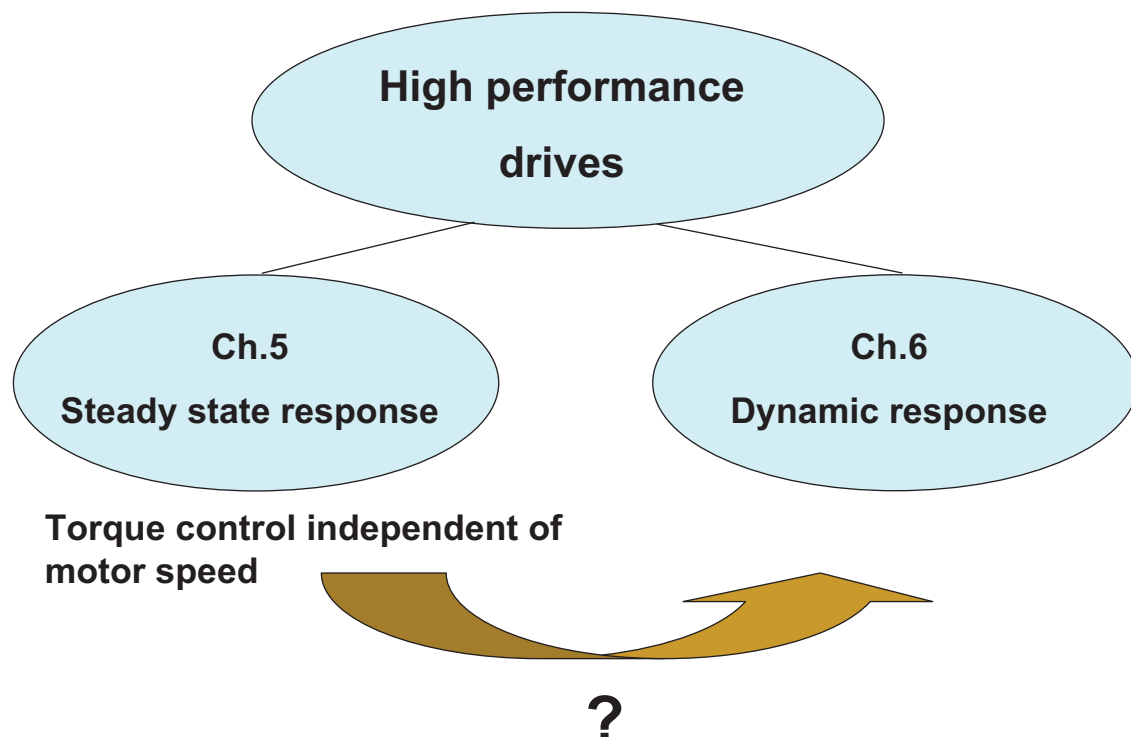 High performance
drives
Ch.5
Steady state response
Ch.6
Dynamic response
Torque control independent of
motor speed
?